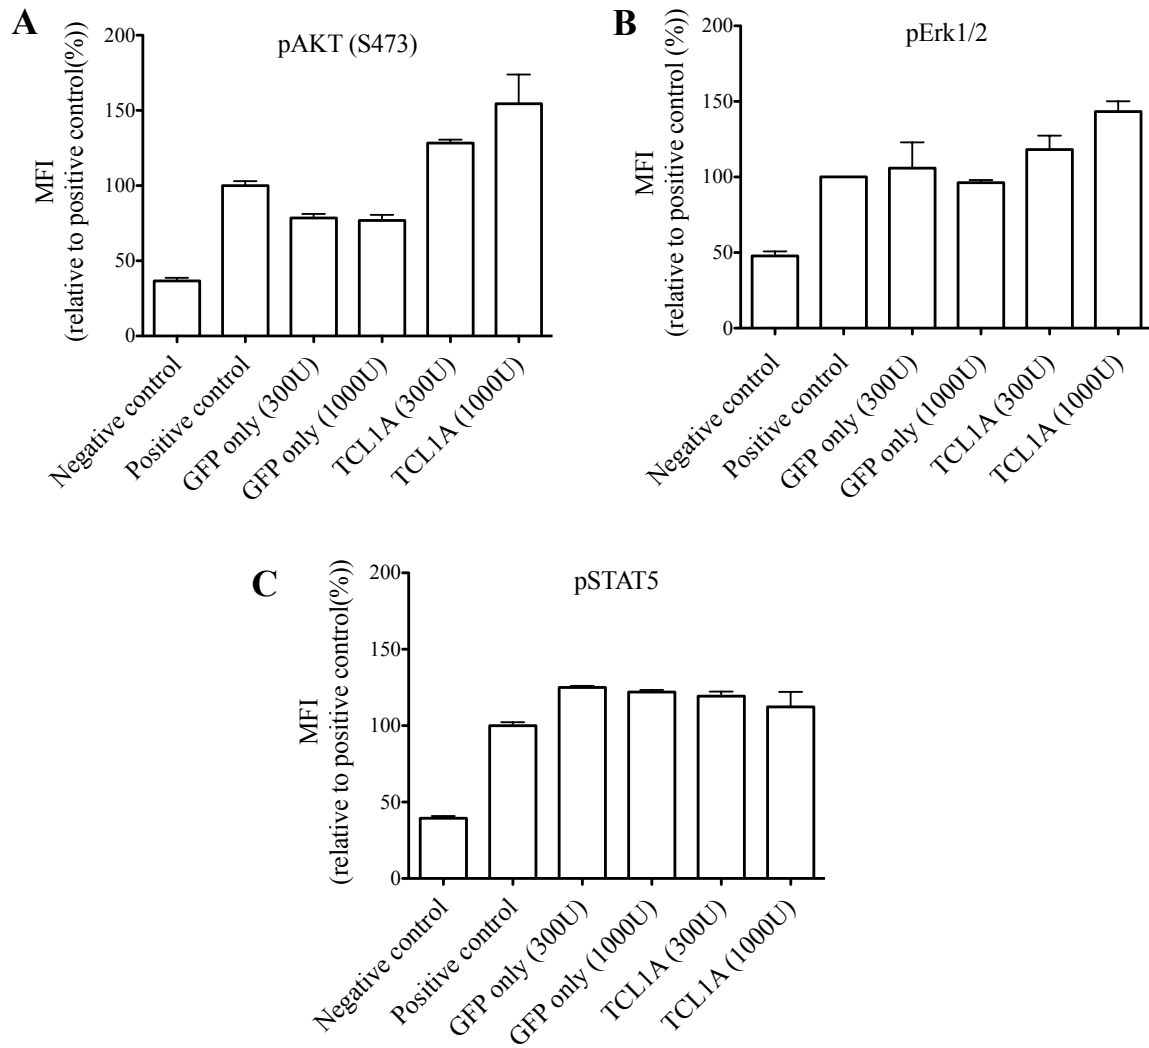 A
pAKT (S473)
MFI
(relative to positive control(%))
200
150
100
50
0
Negative control
Positive control
GFP only (300U)
GFP only (1000U)
TCL1A (300U)
TCL1A (1000U)
B
pErk1/2
MFI
(relative to positive control (%))
200
150
100
50
0
Negative control
Positive control
GFP only (300U)
GFP only (1000U)
TCL1A (300U)
TCL1A (1000U)
C
pSTAT5
MFI
(relative to positive control(%))
200
150
100
50
0
Negative control
Positive control
GFP only (300U)
GFP only (1000U)
TCL1A (300U)
TCL1A (1000U)